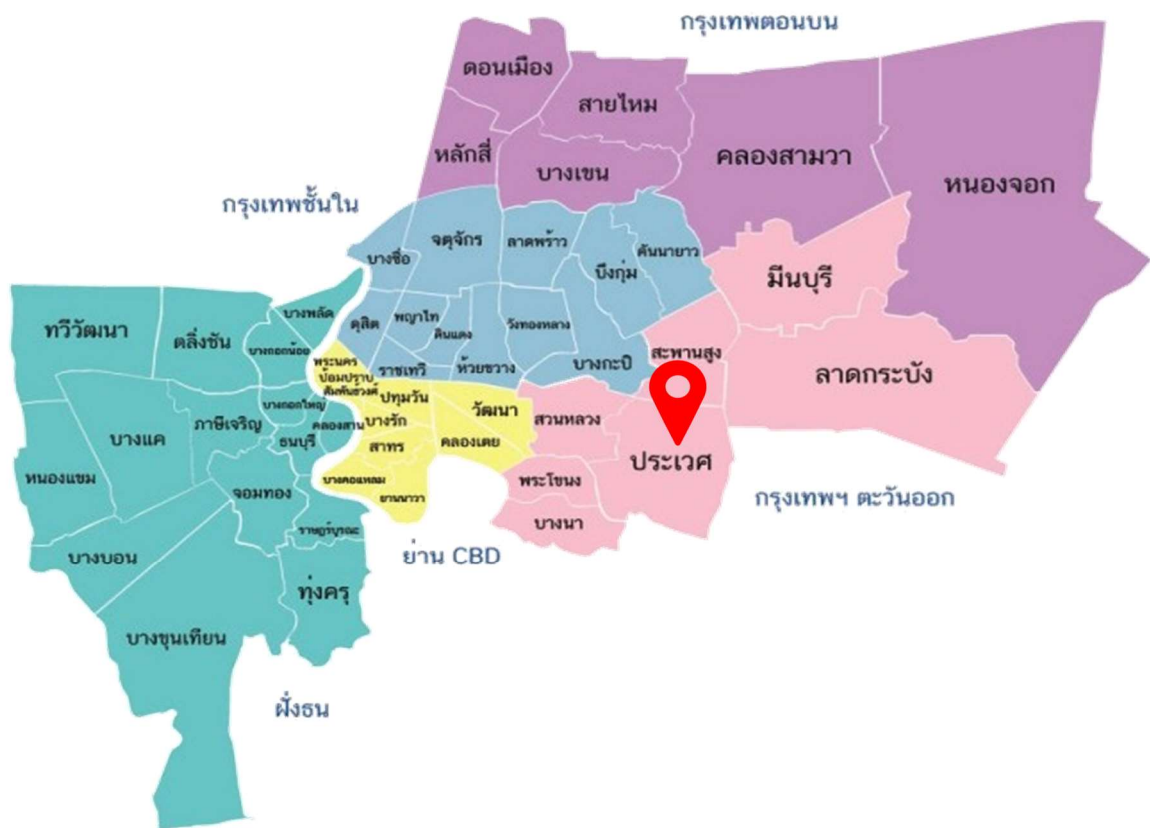 กรุงเทพตอนบน
ดอนเมือง
สายไหม
หลักสี่
บางเขน
คลองสามวา
หนองจอก
กรุงเทพชั้นใน
บางซื่อ
จตุจักร
ลาดพร้าว
บึงกุ่ม
คันนายาว
มีนบุรี
ทวีวัฒนา
ตลิ่งชัน
บางพลัด
บางกอกน้อย
ดุสิต
พญาไท
ดินแดง
วังทองหลาง
บางกะปิ
สะพานสูง
ลาดกระบัง
ราชเทวี
ห้วยขวาง
พระนคร
ป้อมปราบ
สัมพันธ์วงศ์
ปทุมวัน
วัฒนา
บางรัก
สาทร
คลองเตย
สวนหลวง
ประเวศ
บางแค
ภาษีเจริญ
บางกอกใหญ่
คลองสาน
ธนบุรี
หนองแขม
จอมทอง
บางคอแหลม
ยานนาวา
พระโขนง
บางนา
กรุงเทพฯ ตะวันออก
ราษฎร์บูรณะ
ย่าน CBD
บางบอน
ทุ่งครุ
บางขุนเทียน
ฝั่งธน